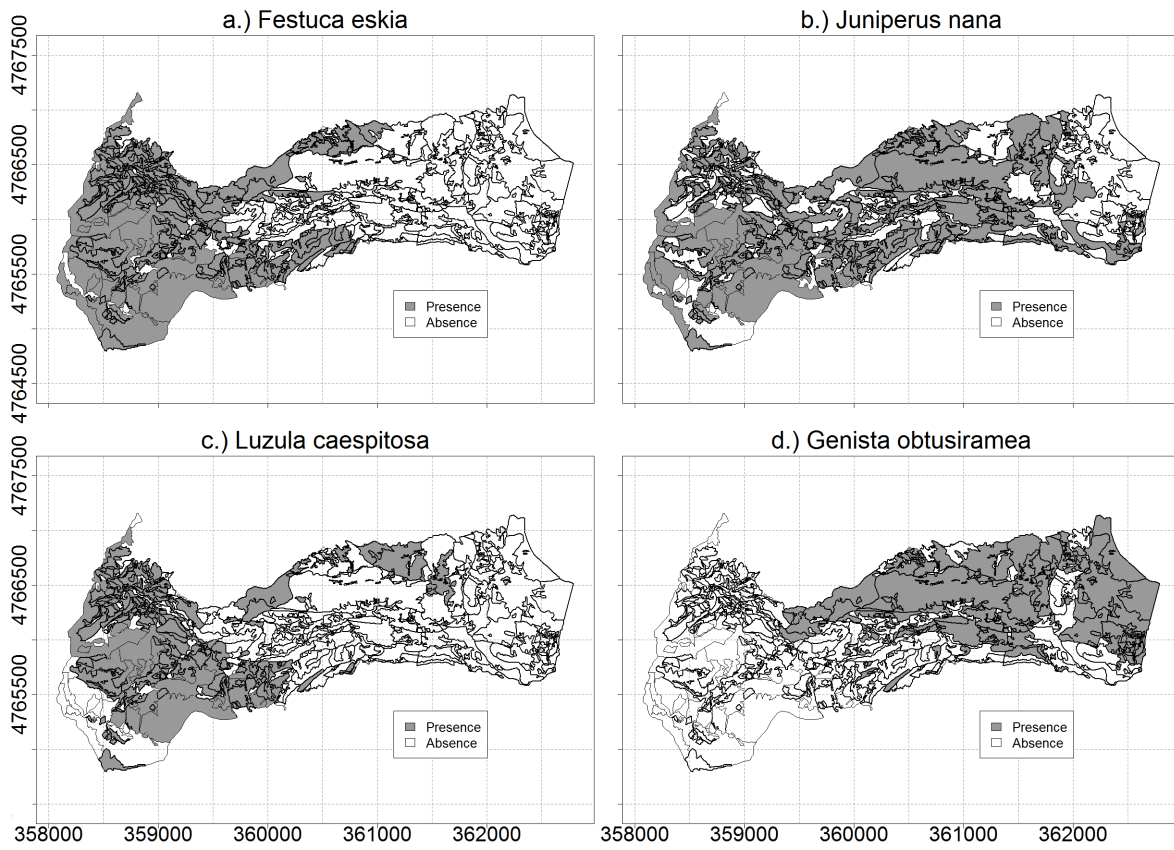 a.) Festuca eskia
b.) Juniperus nana
4767500
4766500
4765500
4764500
Presence
Absence
Presence
Absence
c.) Luzula caespitosa
d.) Genista obtusiramea
4767500
4766500
4765500
Presence
Absence
Presence
Absence
358000 359000 360000 361000 362000
358000 359000 360000 361000 362000